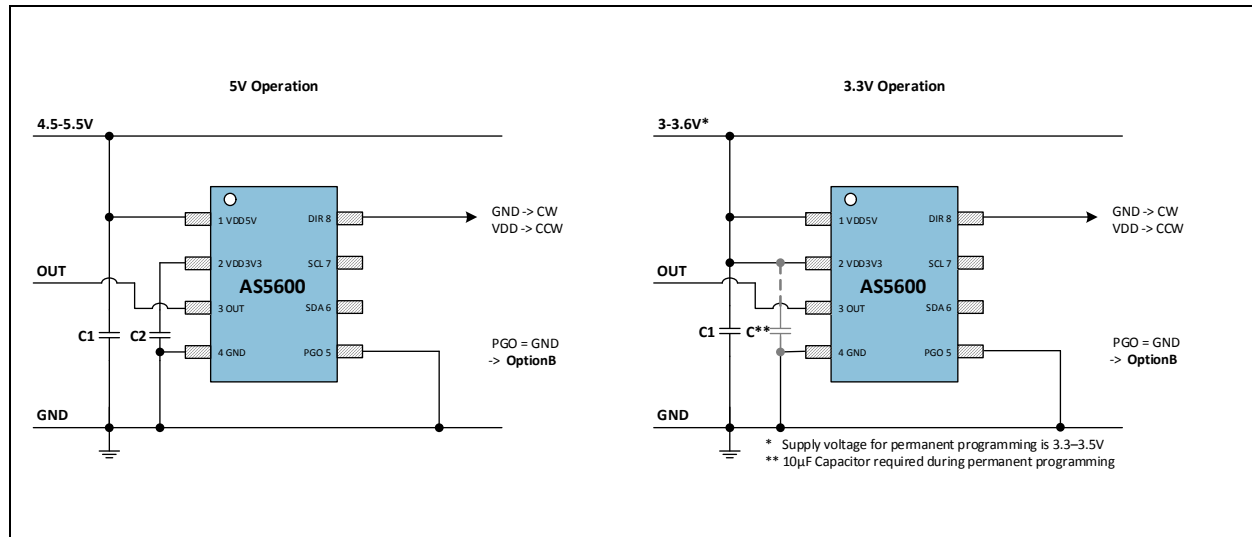 5V Operation
4.5-5.5V
1 VDD5V
DIR 8
GND -> CW
VDD -> CCW
2 VDD3V3
SCL 7
OUT
AS5600
3 OUT
SDA 6
C1
C2
4 GND
PGO 5
PGO = GND
-> OptionB
GND
3.3V Operation
3-3.6V*
1 VDD5V
DIR 8
GND -> CW
VDD -> CCW
2 VDD3V3
SCL 7
OUT
AS5600
3 OUT
SDA 6
C1
C**
4 GND
PGO 5
PGO = GND
-> OptionB
GND
* Supply voltage for permanent programming is 3.3–3.5V
** 10µF Capacitor required during permanent programming